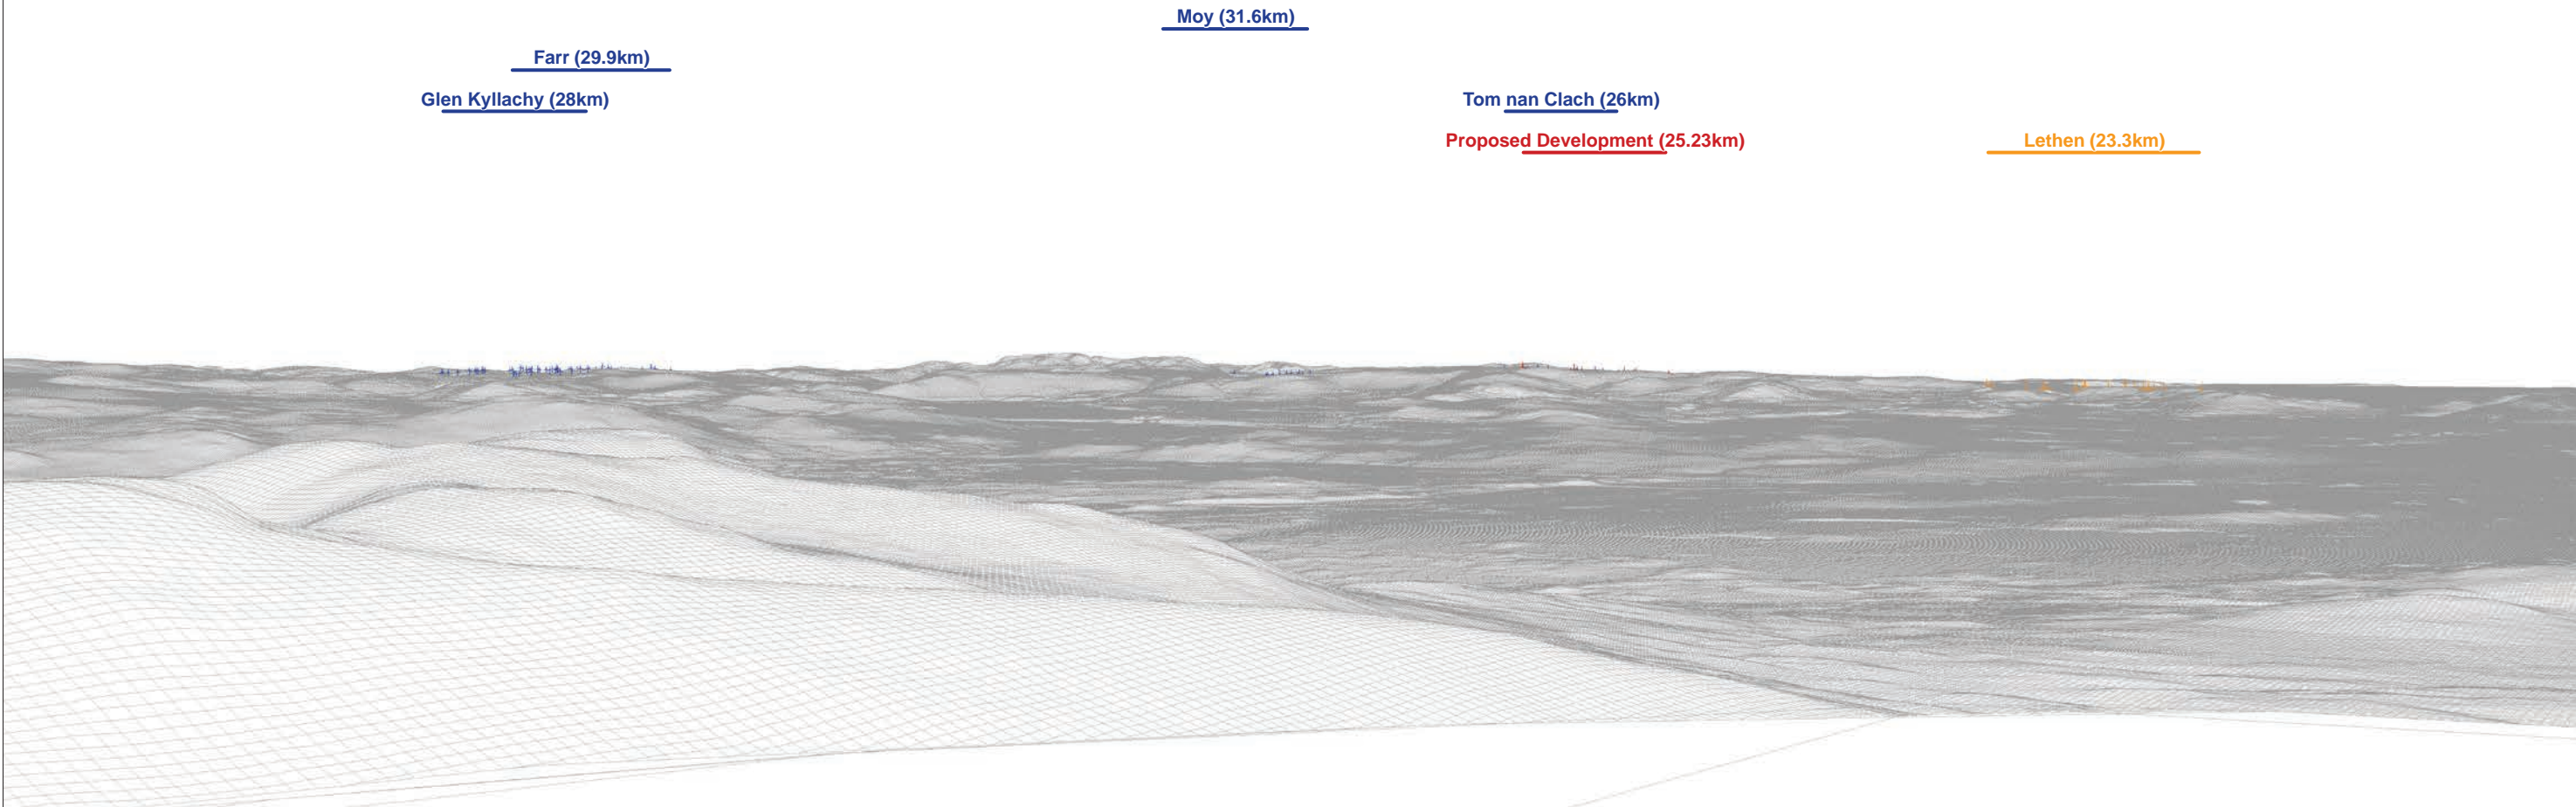 Moy (31.6km)
Farr (29.9km)
Glen Kyllachy (28km)
Tom nan Clach (26km)
Proposed Development (25.23km)
Lethen (23.3km)